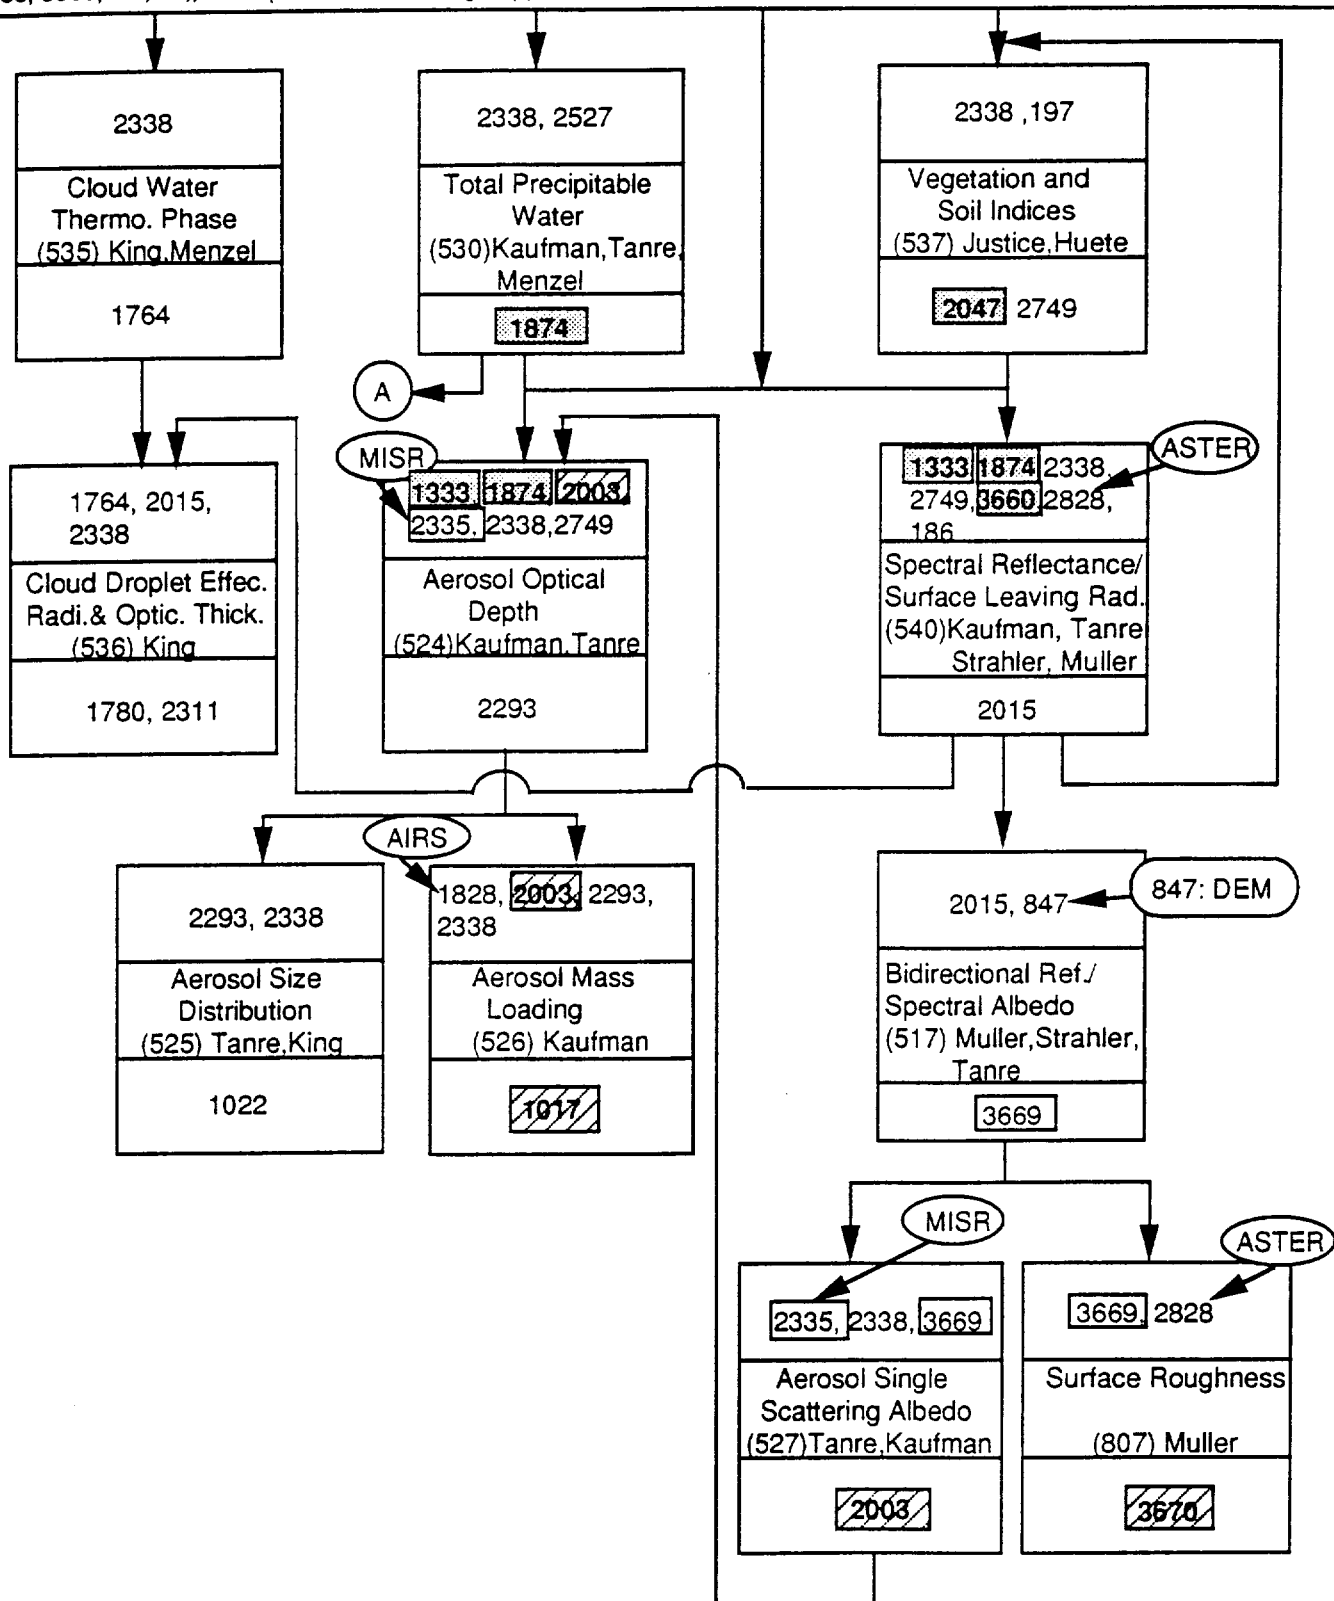 2338
Cloud Water
Thermo. Phase
(535) King,Menzel
1764
2338, 2527
Total Precipitable
Water
(530)Kaufman,Tanre,
Menzel
1874
2338 ,197
Vegetation and
Soil Indices
(537) Justice,Huete
2047 2749
A
MISR
ASTER
1764, 2015,
2338
Cloud Droplet Effec.
Radi.& Optic. Thick.
(536) King
1780, 2311
1333, 1874, 2003,
2335, 2338,2749
Aerosol Optical
Depth
(524)Kaufman,Tanre
2293
1333 1874 2338,
2749, 3660, 2828,
186
Spectral Reflectance/
Surface Leaving Rad.
(540)Kaufman, Tanre
Strahler, Muller
2015
AIRS
2293, 2338
Aerosol Size
Distribution
(525) Tanre,King
1022
1828, 2003, 2293,
2338
Aerosol Mass
Loading
(526) Kaufman
1017
2015, 847
847: DEM
Bidirectional Ref./
Spectral Albedo
(517) Muller,Strahler,
Tanre
3669
MISR
ASTER
2335, 2338, 3669
Aerosol Single
Scattering Albedo
(527)Tanre,Kaufman
2003
3669, 2828
Surface Roughness
(807) Muller
3670